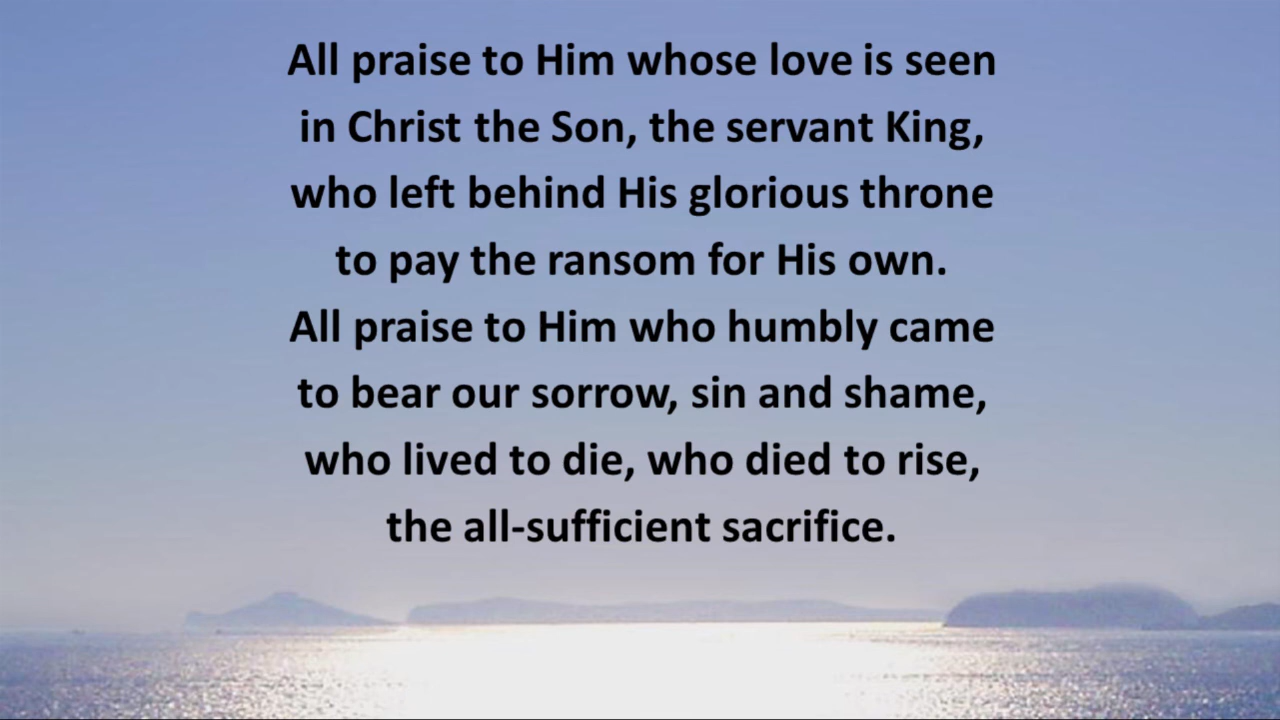 All praise to Him whose love is seen
in Christ the Son, the servant King,
who left behind His glorious throne
to pay the ransom for His own.
All praise to Him who humbly came
to bear our sorrow, sin and shame,
who lived to die, who died to rise,
the all-sufficient sacrifice.